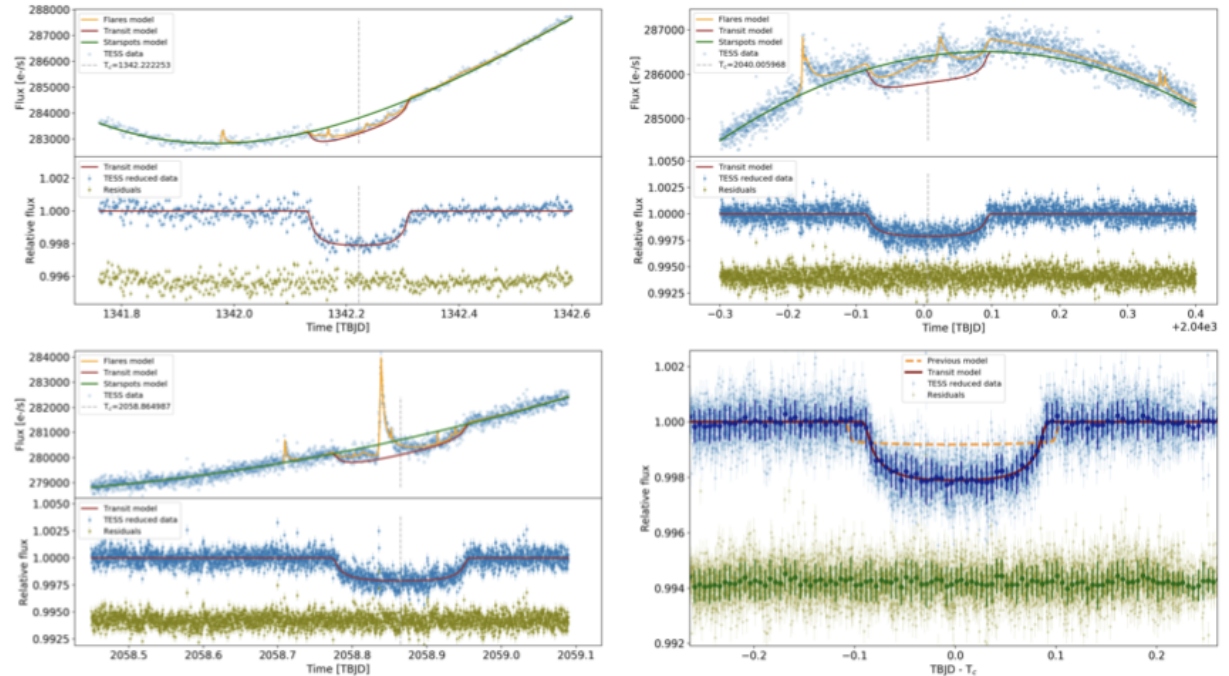 288000
287000
286000
285000
284000
283000
Flux [e-/s]
Flares model
Transit model
Starspots model
TESS data
T_c=1342.222253
1.002
1.000
0.998
0.996
Relative flux
Transit model
TESS reduced data
Residuals
1341.8 1342.0 1342.2 1342.4 1342.6
Time [TBJD]
287000
286000
285000
Flux [e-/s]
Flares model
Transit model
Starspots model
TESS data
T_c=2040.005968
1.0050
1.0025
1.0000
0.9975
0.9950
0.9925
Relative flux
Transit model
TESS reduced data
Residuals
−0.3 −0.2 −0.1 0.0 0.1 0.2 0.3 0.4
+2.04e3
Time [TBJD]
284000
283000
282000
281000
280000
279000
Flux [e-/s]
Flares model
Transit model
Starspots model
TESS data
T_c=2058.864987
1.0050
1.0025
1.0000
0.9975
0.9950
0.9925
Relative flux
Transit model
TESS reduced data
Residuals
2058.5 2058.6 2058.7 2058.8 2058.9 2059.0 2059.1
Time [TBJD]
1.002
1.000
0.998
0.996
0.994
0.992
Relative flux
Previous model
Transit model
TESS reduced data
Residuals
−0.2 −0.1 0.0 0.1 0.2
TBJD - T_c